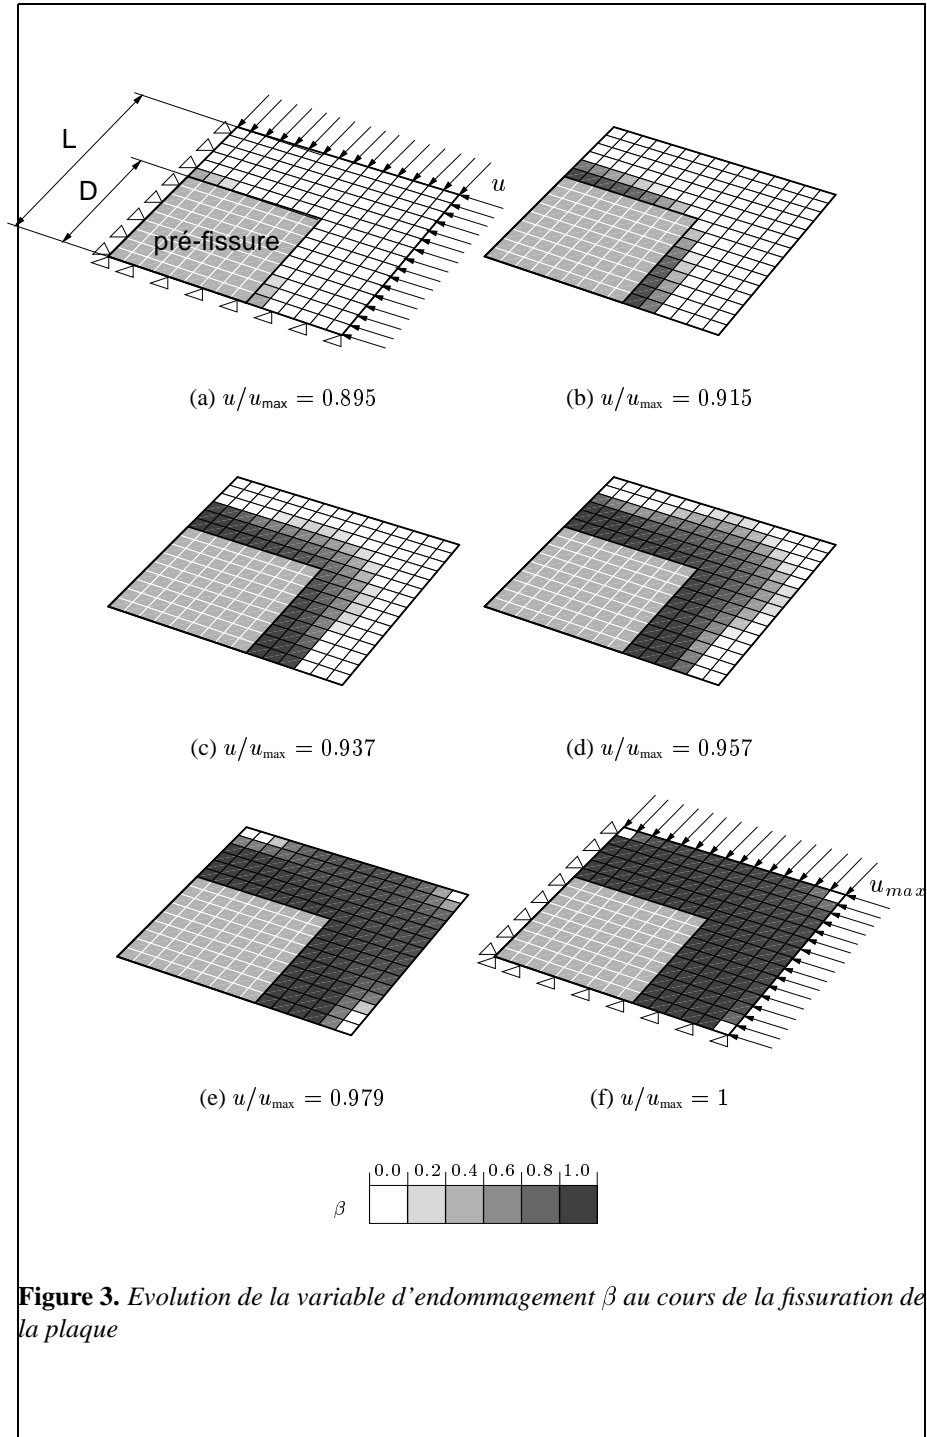 L
D
u
pré-fissure
(a) u/u_max = 0.895
(b) u/u_max = 0.915
(c) u/u_max = 0.937
(d) u/u_max = 0.957
u_max
(e) u/u_max = 0.979
(f) u/u_max = 1
0.0 0.2 0.4 0.6 0.8 1.0
β
Figure 3. Evolution de la variable d'endommagement β au cours de la fissuration de
la plaque